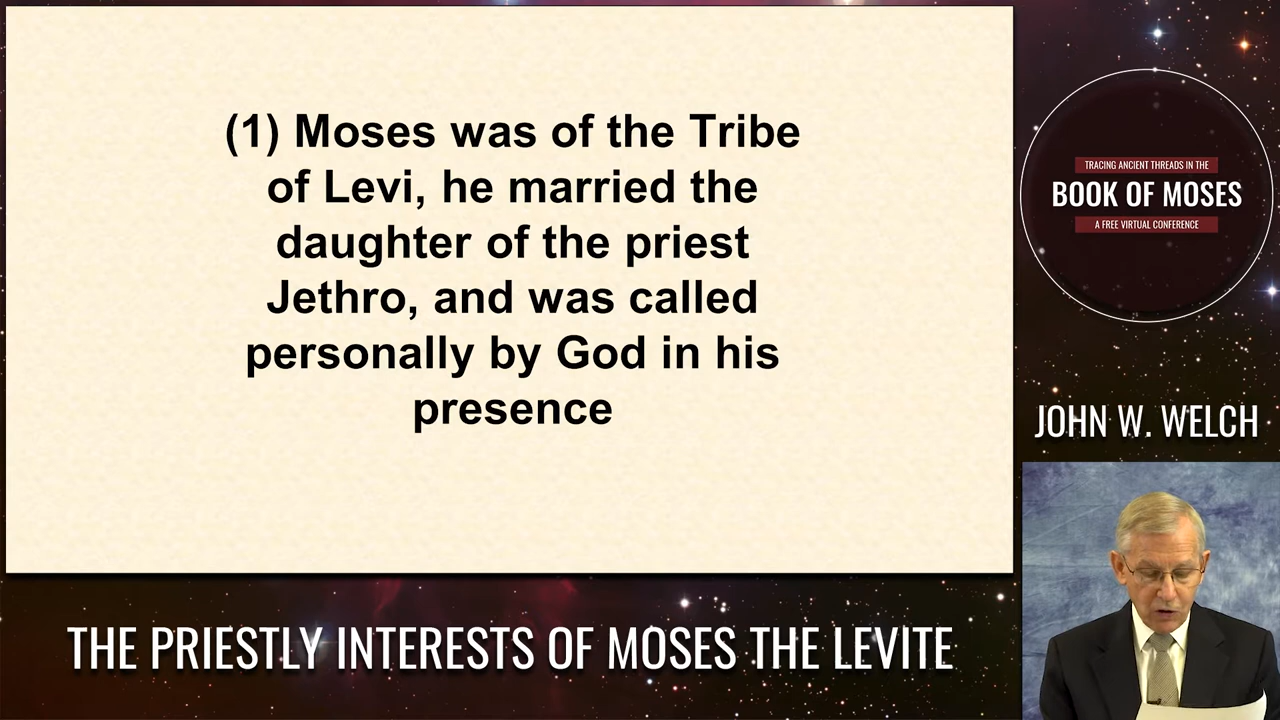 (1) Moses was of the Tribe
of Levi, he married the
daughter of the priest
Jethro, and was called
personally by God in his
presence
TRACING ANCIENT THREADS IN THE
BOOK OF MOSES
A FREE VIRTUAL CONFERENCE
JOHN W. WELCH
THE PRIESTLY INTERESTS OF MOSES THE LEVITE